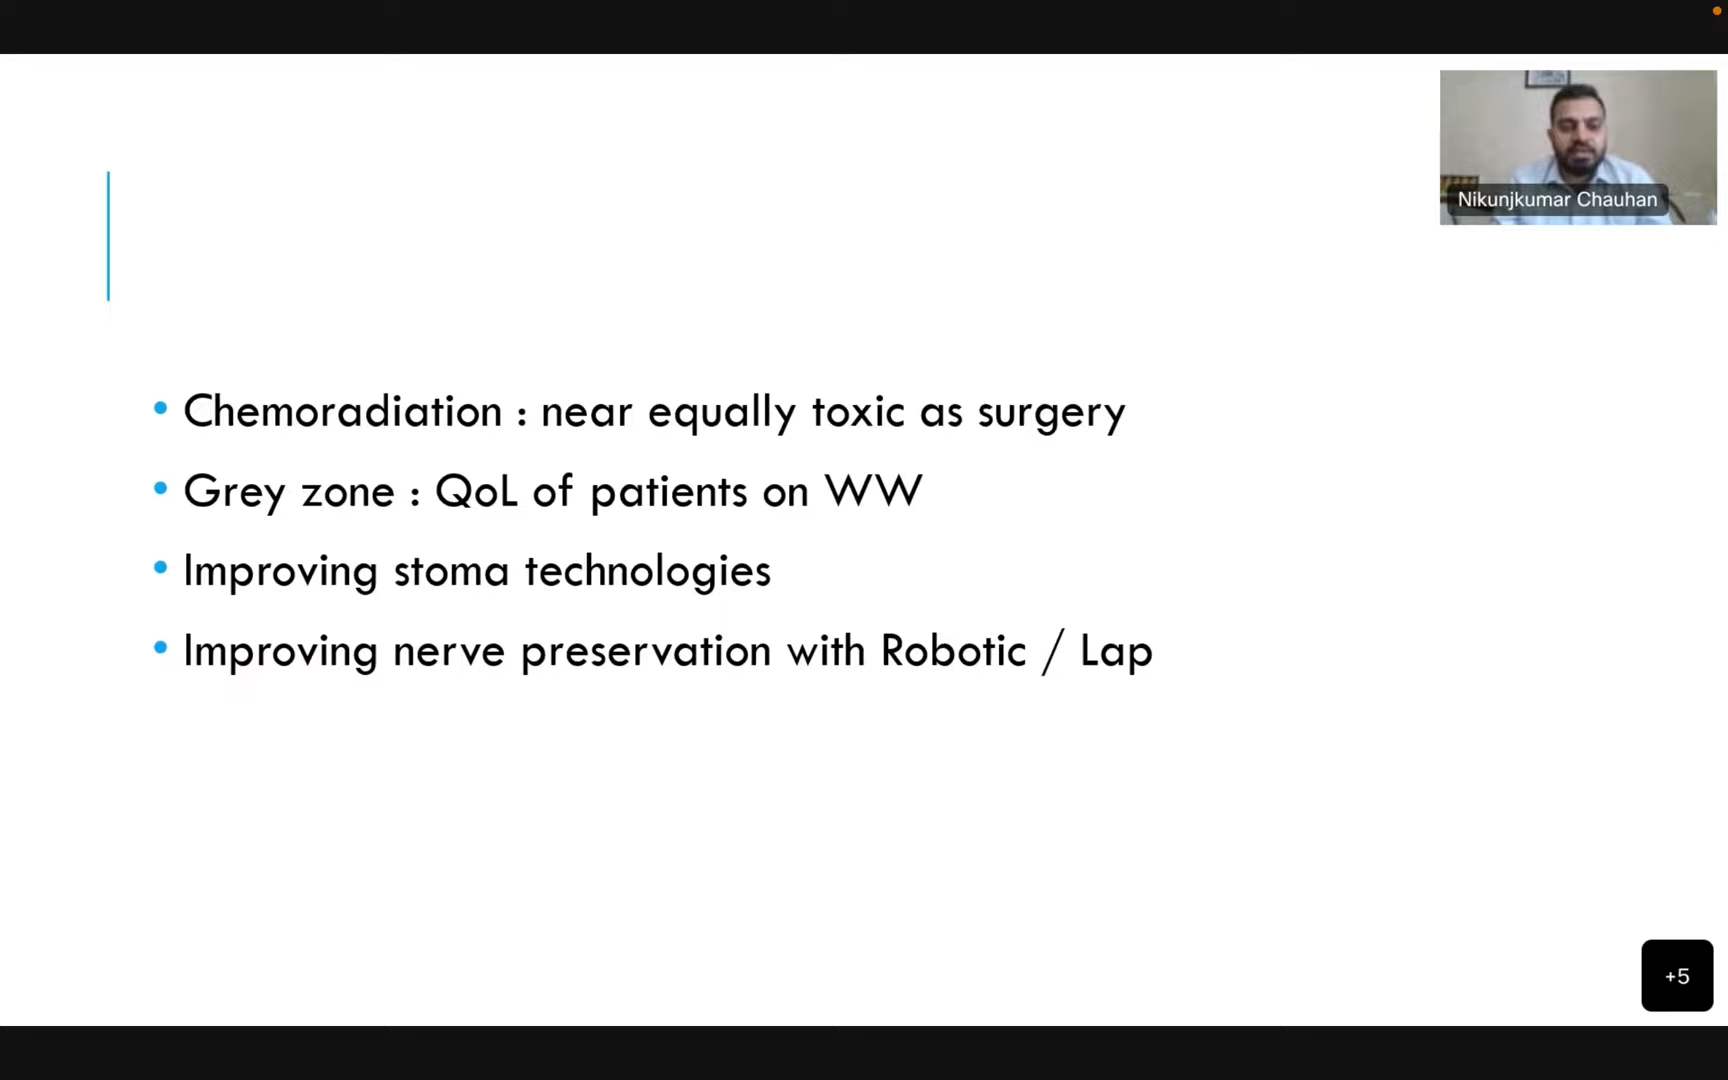 Nikunjkumar Chauhan
• Chemoradiation : near equally toxic as surgery
• Grey zone : QoL of patients on WW
• Improving stoma technologies
• Improving nerve preservation with Robotic / Lap
+5